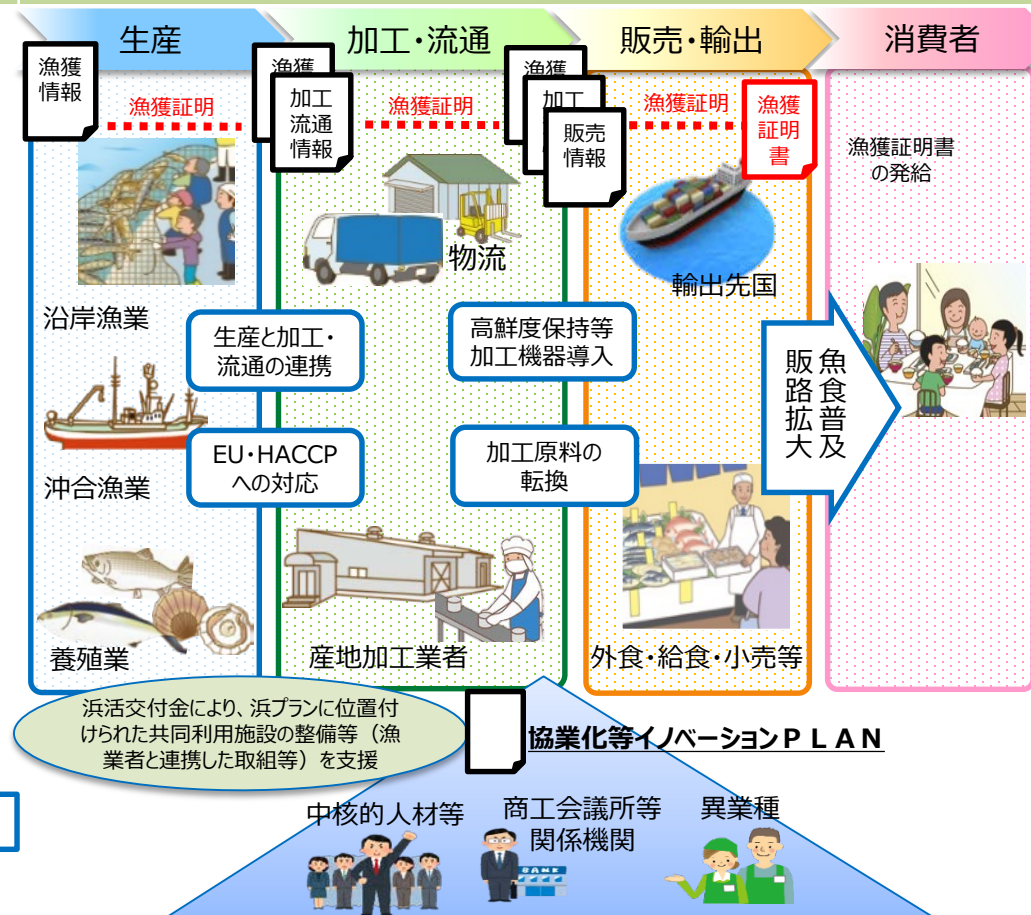 生産
加工・流通
販売・輸出
消費者
漁獲
情報
漁獲証明
漁獲
加工
流通
情報
漁獲証明
漁獲
加工
販売
情報
漁獲証明
漁獲
証明
書
漁獲証明書
の発給
物流
輸出先国
沿岸漁業
生産と加工・
流通の連携
高鮮度保持等
加工機器導入
魚食普及
販路拡大
EU・HACCP
への対応
加工原料の
転換
沖合漁業
養殖業
産地加工業者
外食・給食・小売等
浜活交付金により、浜プランに位置付
けられた共同利用施設の整備等（漁
業者と連携した取組等）を支援
協業化等イノベーションＰＬＡＮ
中核的人材等
商工会議所等
関係機関
異業種
BANK